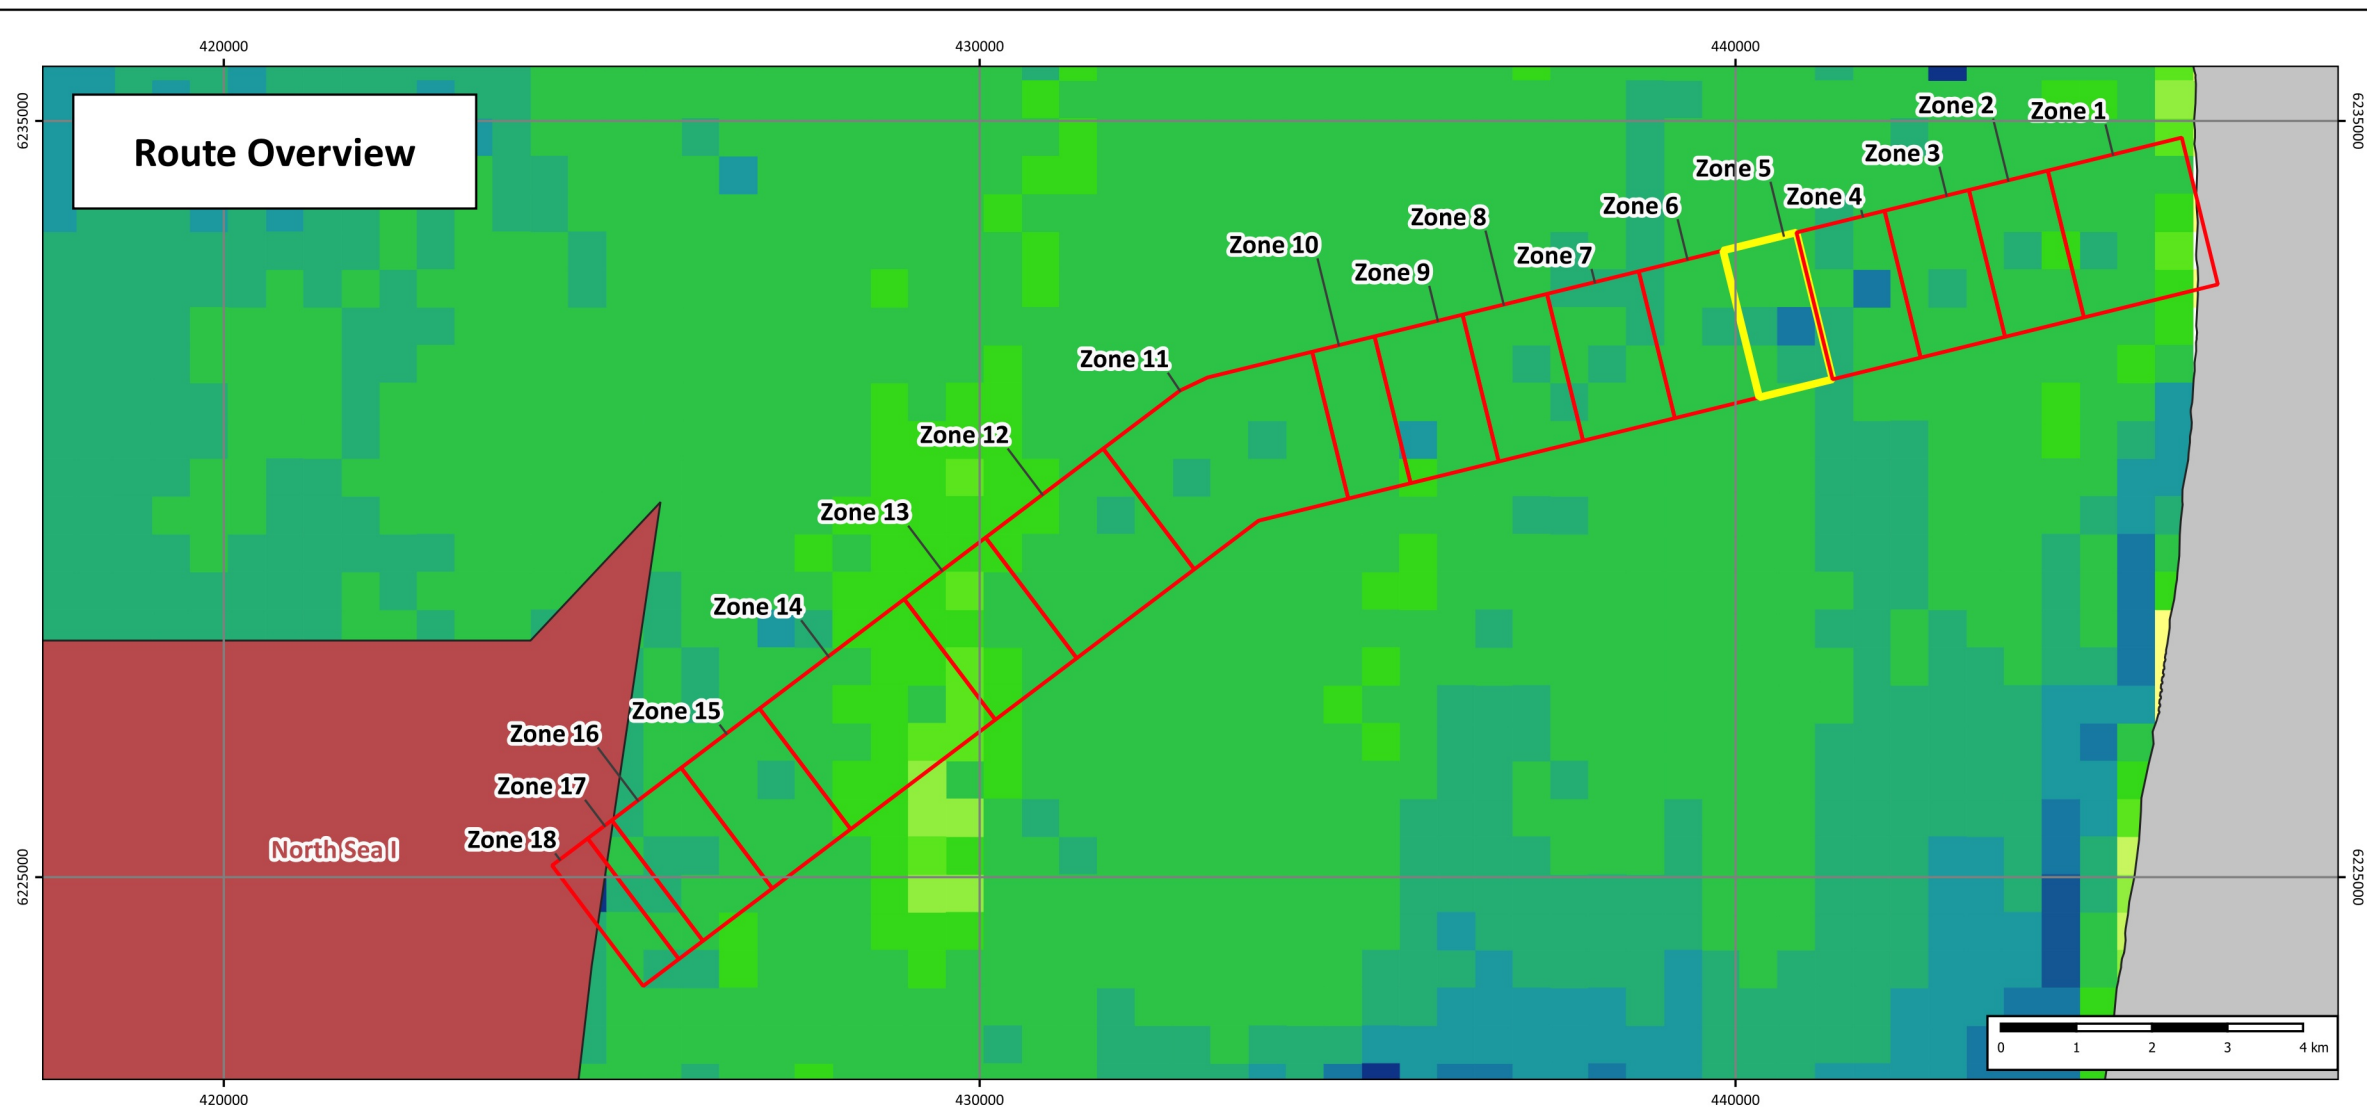 420000
430000
440000
6235000
6235000
Route Overview
Zone 2
Zone 1
Zone 3
Zone 5
Zone 4
Zone 6
Zone 8
Zone 10
Zone 7
Zone 9
Zone 11
Zone 12
Zone 13
Zone 14
Zone 15
Zone 16
Zone 17
Zone 18
North Sea I
6225000
6225000
0 1 2 3 4 km
420000
430000
440000